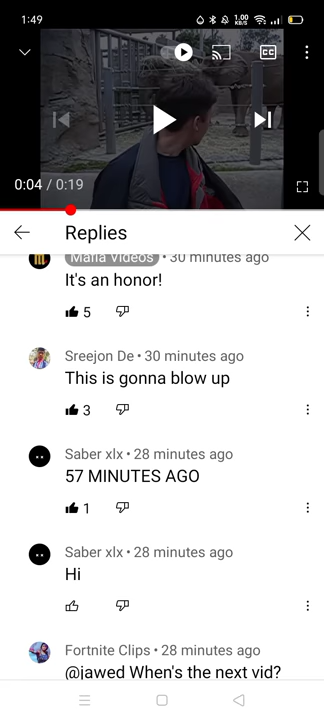 1:49
1.00
KB/S
CC
0:04 / 0:19
Replies
Mafia Videos • 30 minutes ago
It's an honor!
5
Sreejon De • 30 minutes ago
This is gonna blow up
3
Saber xlx • 28 minutes ago
57 MINUTES AGO
1
Saber xlx • 28 minutes ago
Hi
Fortnite Clips • 28 minutes ago
@jawed When's the next vid?